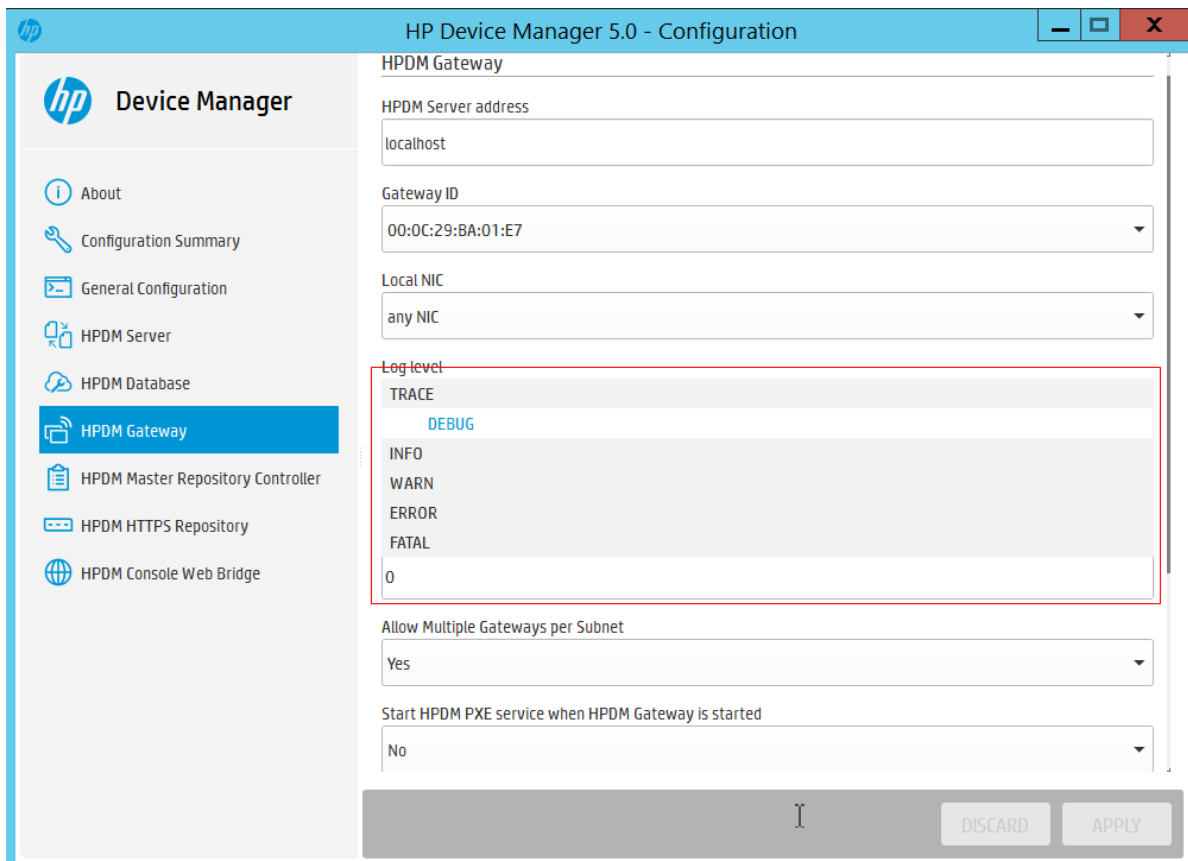 hp
HP Device Manager 5.0 - Configuration
X
hp
Device Manager
About
Configuration Summary
General Configuration
HPDM Server
HPDM Database
HPDM Gateway
HPDM Master Repository Controller
HPDM HTTPS Repository
HPDM Console Web Bridge
HPDM Gateway
HPDM Server address
localhost
Gateway ID
00:0C:29:BA:01:E7
Local NIC
any NIC
Log level
TRACE
DEBUG
INFO
WARN
ERROR
FATAL
0
Allow Multiple Gateways per Subnet
Yes
Start HPDM PXE service when HPDM Gateway is started
No
DISCARD
APPLY